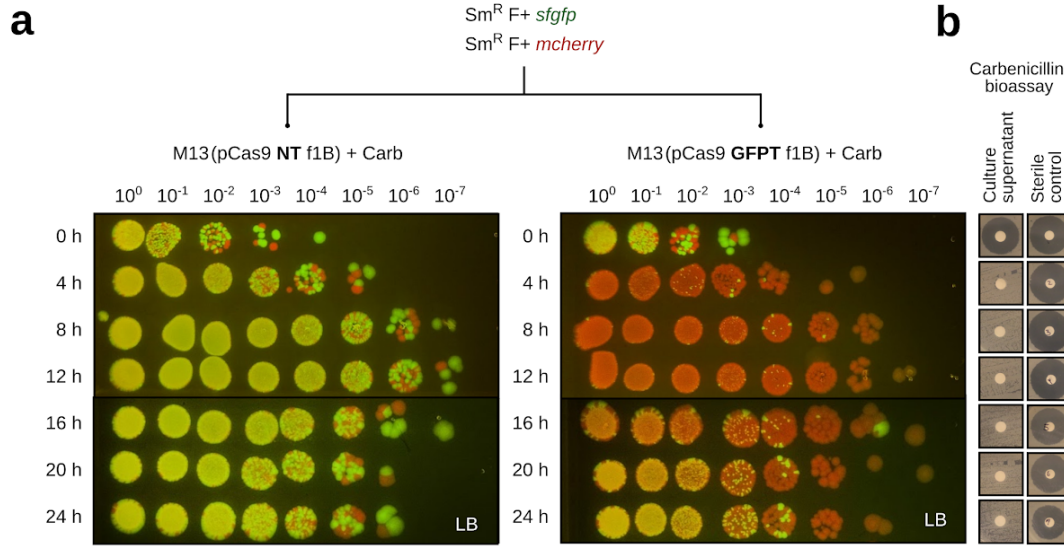 a
Sm^R F+ sfgfp
Sm^R F+ mcherry
b
Carbenicillin
bioassay
Culture
supernatant
Sterile
control
M13(pCas9 NT f1B) + Carb
M13(pCas9 GFPT f1B) + Carb
10^0 10^-1 10^-2 10^-3 10^-4 10^-5 10^-6 10^-7
10^0 10^-1 10^-2 10^-3 10^-4 10^-5 10^-6 10^-7
0 h
4 h
8 h
12 h
16 h
20 h
24 h
LB
0 h
4 h
8 h
12 h
16 h
20 h
24 h
LB